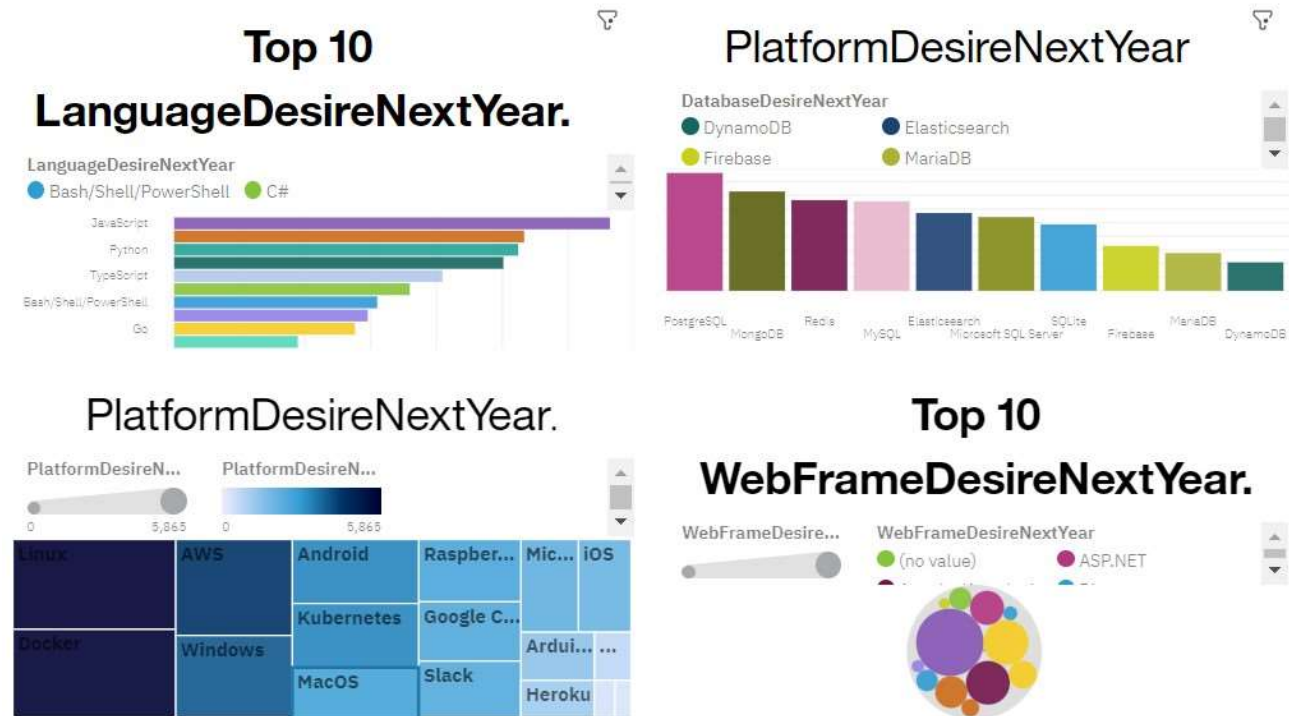 Top 10
LanguageDesireNextYear.
LanguageDesireNextYear
Bash/Shell/PowerShell C#
JavaScript
Python
TypeScript
Bash/Shell/PowerShell
Go
PlatformDesireNextYear
DatabaseDesireNextYear
DynamoDB Elasticsearch
Firebase MariaDB
PostgreSQL Redis Elasticsearch SQLite MariaDB
MongoDB MySQL Microsoft SQL Server Firebase DynamoDB
PlatformDesireNextYear.
PlatformDesireN... PlatformDesireN...
0 5,865 0 5,865
Linux AWS Android Raspber... Mic... iOS
Kubernetes Google C...
Docker Windows Ardui... ...
MacOS Slack
Heroku
Top 10
WebFrameDesireNextYear.
WebFrameDesire... WebFrameDesireNextYear
(no value) ASP.NET